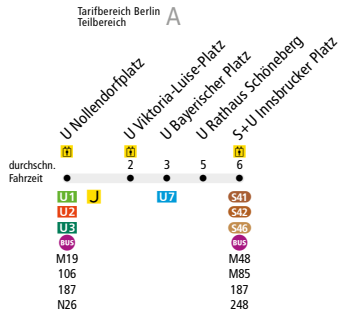 Tarifbereich Berlin
Teilbereich
A
U Nollendorfplatz
U Viktoria-Luise-Platz
U Bayerischer Platz
U Rathaus Schöneberg
S+U Innsbrucker Platz
durchschn.
Fahrzeit
2 3 5 6
U1
U2
U3
BUS
M19
106
187
N26
U7
S41
S42
S46
BUS
M48
M85
187
248